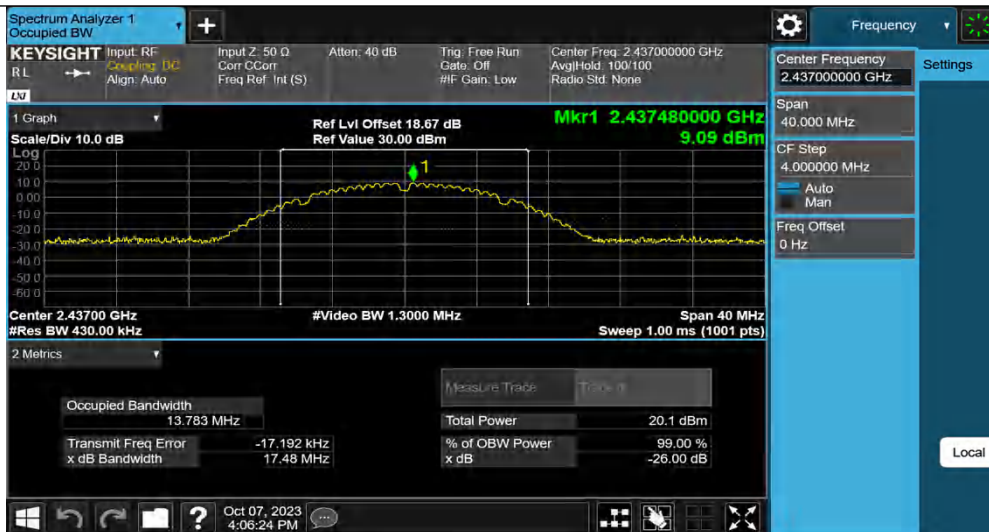 Spectrum Analyzer 1
Occupied BW
+
Frequency
KEYSIGHT
RL
LXI
Input: RF
Coupling: DC
Align: Auto
Input Z: 50 Ω
Corr CCorr
Freq Ref: Int (S)
Atten: 40 dB
Trig: Free Run
Gate: Off
#IF Gain: Low
Center Freq: 2.437000000 GHz
Avg|Hold: 100/100
Radio Std: None
Center Frequency
2.437000000 GHz
Settings
Span
40.000 MHz
CF Step
4.000000 MHz
Auto
Man
Freq Offset
0 Hz
Local
1 Graph
Scale/Div 10.0 dB
Ref Lvl Offset 18.67 dB
Ref Value 30.00 dBm
Mkr1 2.437480000 GHz
9.09 dBm
Log
20.0
10.0
0.00
-10.0
-20.0
-30.0
-40.0
-50.0
-60.0
1
Center 2.43700 GHz
#Res BW 430.00 kHz
#Video BW 1.3000 MHz
Span 40 MHz
Sweep 1.00 ms (1001 pts)
2 Metrics
Measure Trace
Occupied Bandwidth
13.783 MHz
Transmit Freq Error -17.192 kHz
x dB Bandwidth 17.48 MHz
Total Power 20.1 dBm
% of OBW Power 99.00 %
x dB -26.00 dB
?
Oct 07, 2023
4:06:24 PM